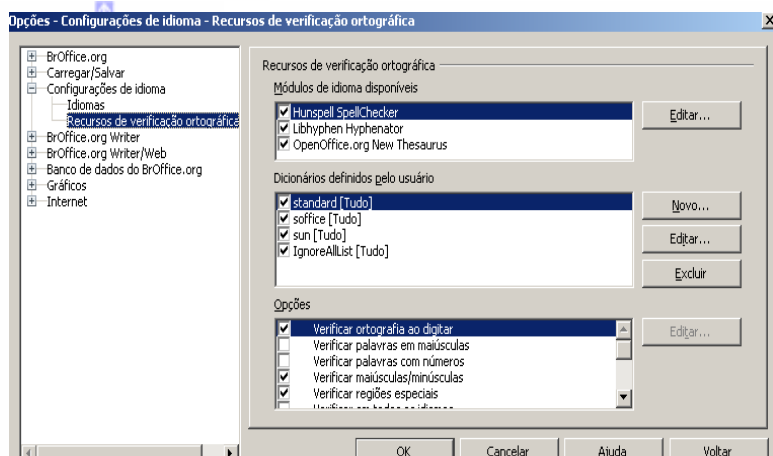 Opções - Configurações de idioma - Recursos de verificação ortográfica
BrOffice.org
Carregar/Salvar
Configurações de idioma
Idiomas
Recursos de verificação ortográfica
BrOffice.org Writer
BrOffice.org Writer/Web
Banco de dados do BrOffice.org
Gráficos
Internet
Recursos de verificação ortográfica
Módulos de idioma disponíveis
Hunspell SpellChecker
Libhyphen Hyphenator
OpenOffice.org New Thesaurus
Editar...
Dicionários definidos pelo usuário
standard [Tudo]
soffice [Tudo]
sun [Tudo]
IgnoreAllList [Tudo]
Novo...
Editar...
Excluir
Opções
Verificar ortografia ao digitar
Verificar palavras em maiúsculas
Verificar palavras com números
Verificar maiúsculas/minúsculas
Verificar regiões especiais
Editar...
OK Cancelar Ajuda Voltar